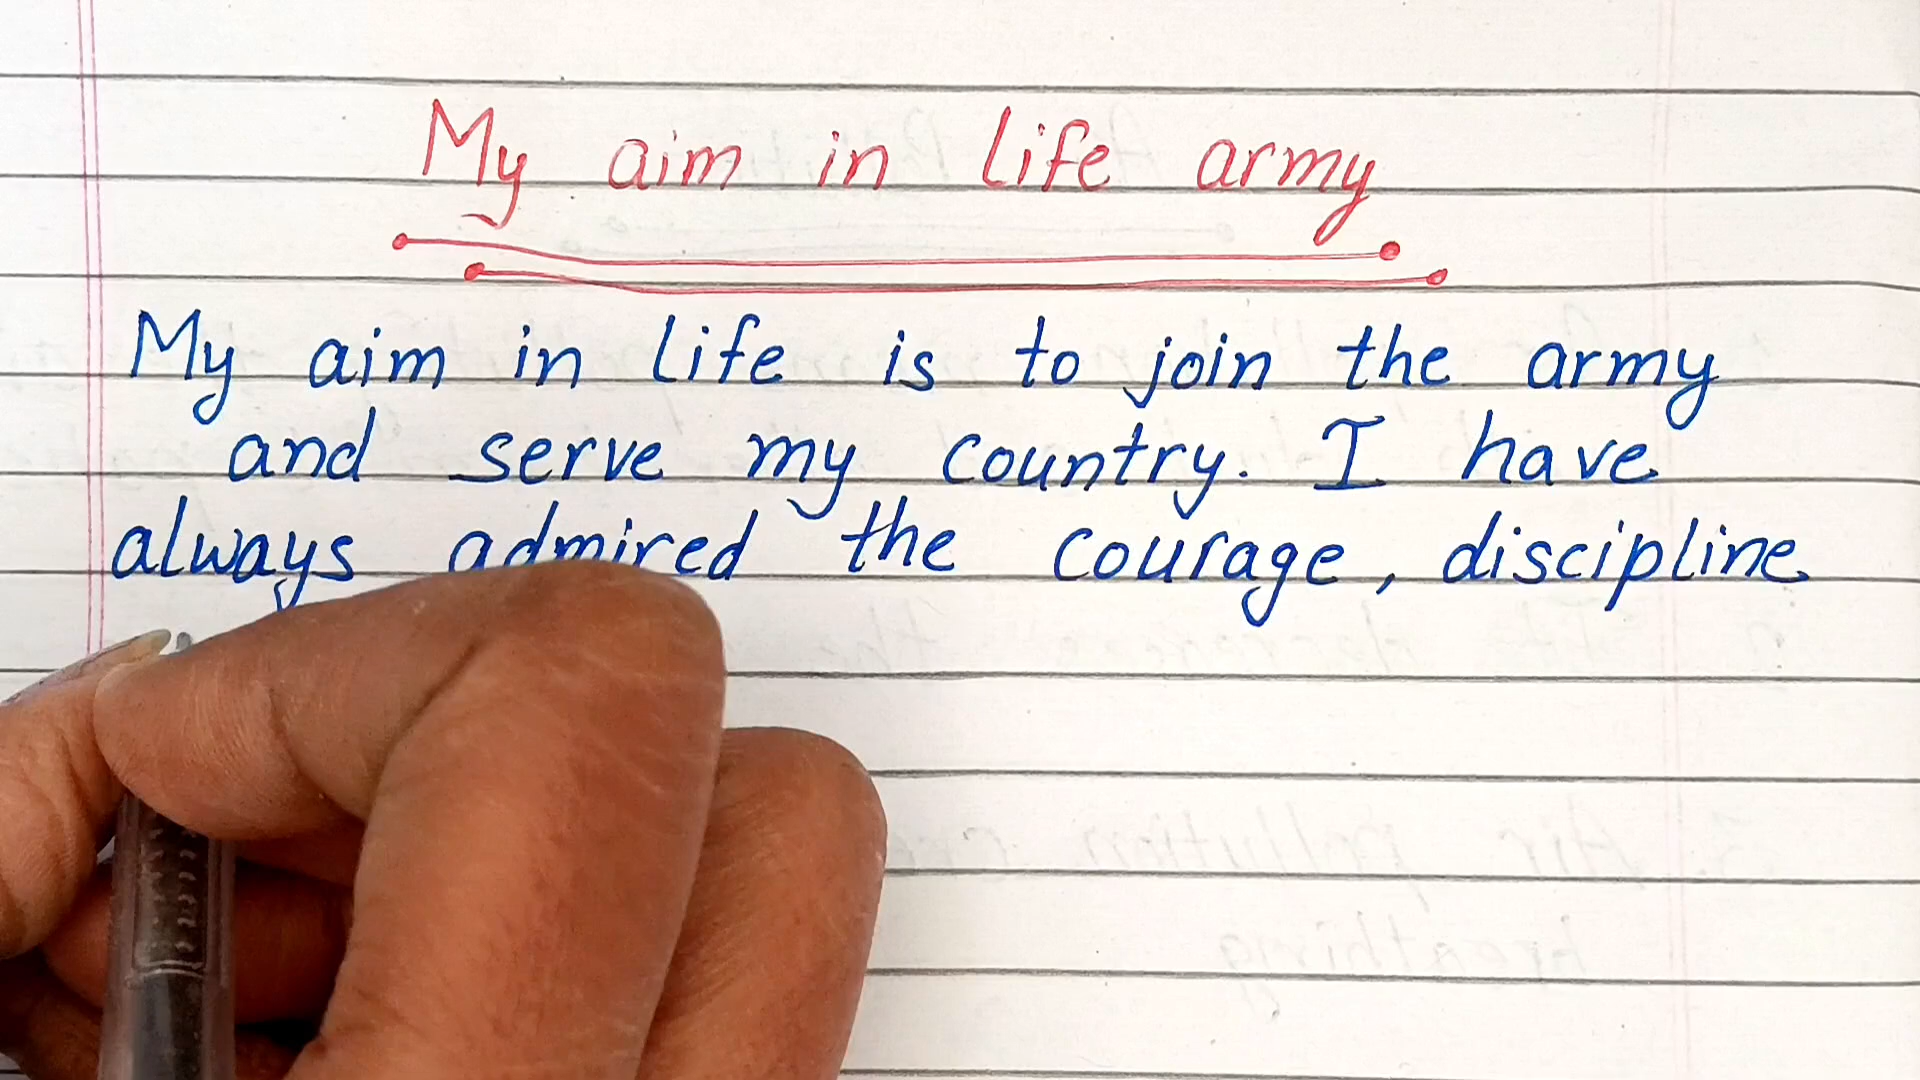 My aim in life army
My aim in life is to join the army
and serve my country. I have
always admired the courage, discipline